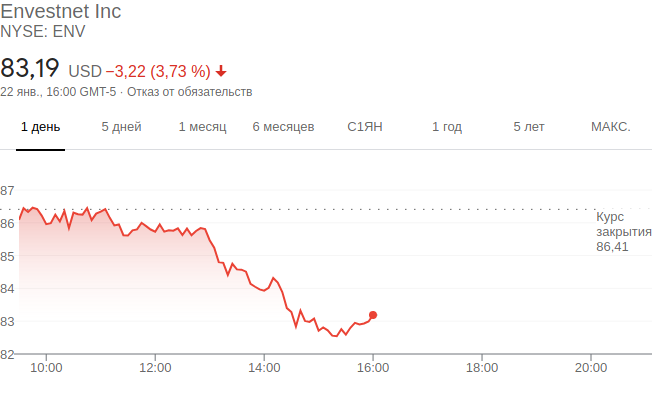 Envestnet Inc
NYSE: ENV
83,19 USD −3,22 (3,73 %)
22 янв., 16:00 GMT-5 · Отказ от обязательств
1 день 5 дней 1 месяц 6 месяцев С1ЯН 1 год 5 лет МАКС.
87
86
85
84
83
82
Курс
закрытия
86,41
10:00 12:00 14:00 16:00 18:00 20:00